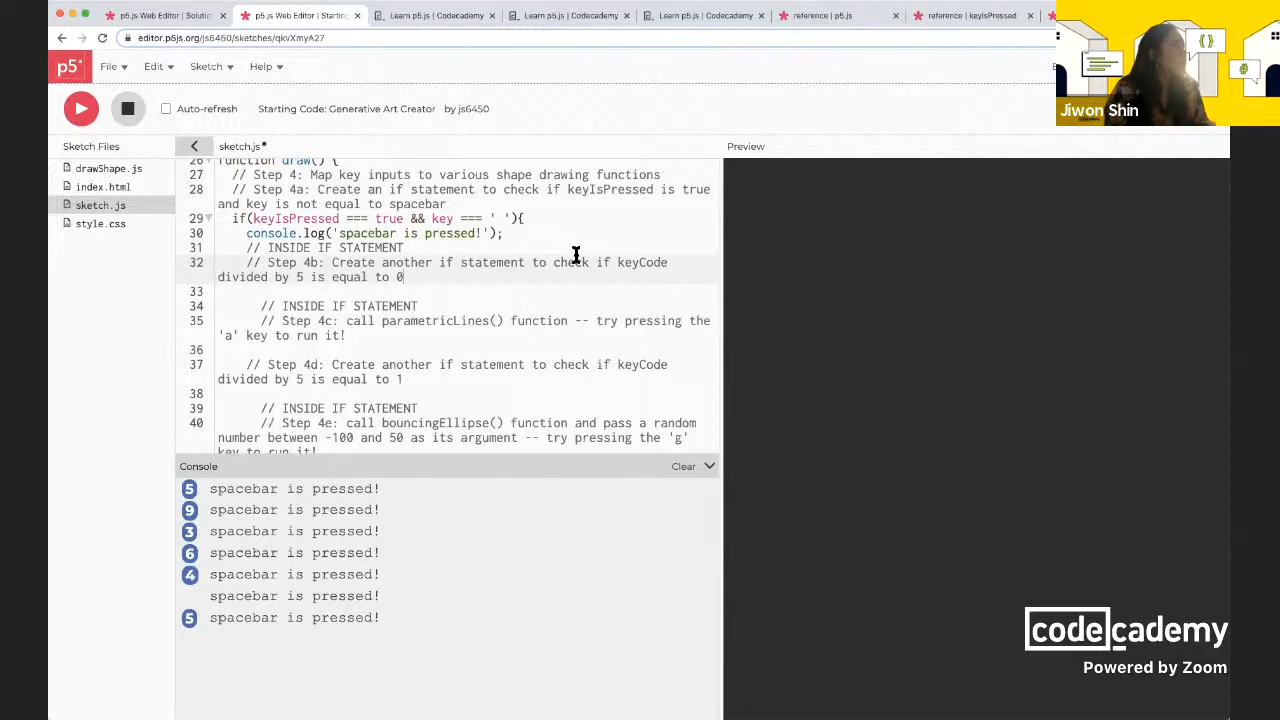 p5.js Web Editor | Solution
p5.js Web Editor | Starting
Learn p5.js | Codecademy
Learn p5.js | Codecademy
Learn p5.js | Codecademy
reference | p5.js
reference | keyIsPressed
editor.p5js.org/js6450/sketches/qkvXmyA27
p5*
File
Edit
Sketch
Help
Auto-refresh
Starting Code: Generative Art Creator
by js6450
Jiwon Shin
Sketch Files
sketch.js
Preview
drawShape.js
index.html
sketch.js
style.css
26 function draw() {
27 // Step 4: Map key inputs to various shape drawing functions
28 // Step 4a: Create an if statement to check if keyIsPressed is true
and key is not equal to spacebar
29 if(keyIsPressed === true && key === ' '){
30 console.log('spacebar is pressed!');
31 // INSIDE IF STATEMENT
32 // Step 4b: Create another if statement to check if keyCode
divided by 5 is equal to 0
33
34 // INSIDE IF STATEMENT
35 // Step 4c: call parametricLines() function -- try pressing the
'a' key to run it!
36
37 // Step 4d: Create another if statement to check if keyCode
divided by 5 is equal to 1
38
39 // INSIDE IF STATEMENT
40 // Step 4e: call bouncingEllipse() function and pass a random
number between -100 and 50 as its argument -- try pressing the 'g'
key to run it!
Console
Clear
5 spacebar is pressed!
9 spacebar is pressed!
3 spacebar is pressed!
6 spacebar is pressed!
4 spacebar is pressed!
spacebar is pressed!
5 spacebar is pressed!
codecademy
Powered by Zoom